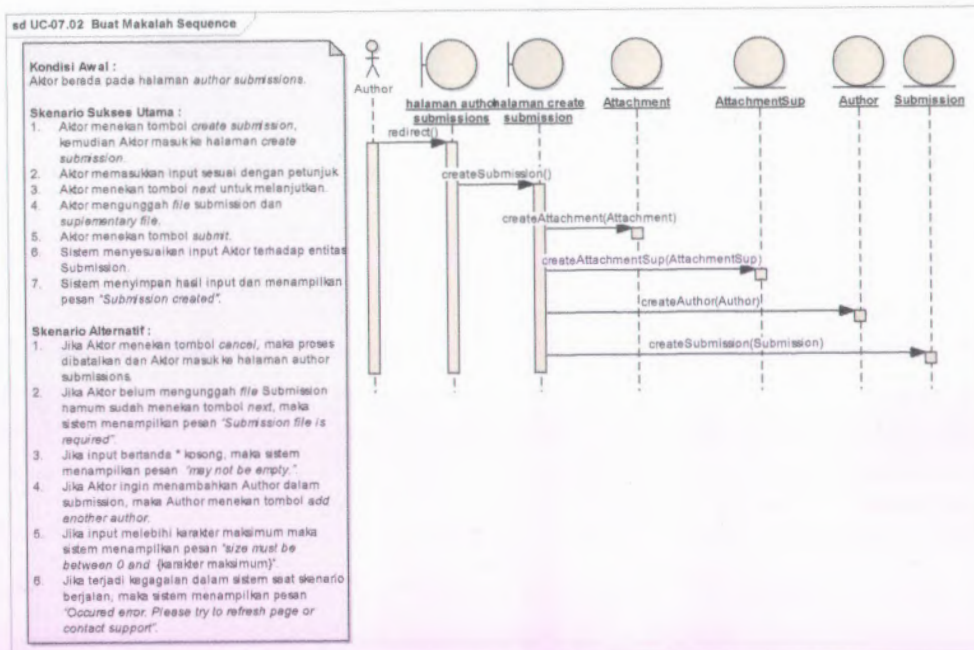 sd UC-07.02 Buat Makalah Sequence
Kondisi Awal :
Aktor berada pada halaman author submissions.
Skenario Sukses Utama :
1. Aktor menekan tombol create submission,
kemudian Aktor masuk ke halaman create
submission.
2. Aktor memasukkan input sesuai dengan petunjuk
3. Aktor menekan tombol next untuk melanjutkan.
4. Aktor mengunggah file submission dan
suplementary file.
5. Aktor menekan tombol submit.
6. Sistem menyesuaikan input Aktor terhadap entitas
Submission.
7. Sistem menyimpan hasil input dan menampilkan
pesan "Submission created".
Skenario Alternatif :
1. Jika Aktor menekan tombol cancel, maka proses
dibatalkan dan Aktor masuk ke halaman author
submissions.
2. Jika Aktor belum mengunggah file Submission
namum sudah menekan tombol next, maka
sistem menampilkan pesan "Submission file is
required".
3. Jika input bertanda * kosong, maka sistem
menampilkan pesan "may not be empty.".
4. Jika Aktor ingin menambahkan Author dalam
submission, maka Author menekan tombol add
another author.
5. Jika input melebihi karakter maksimum maka
sistem menampilkan pesan "size must be
between 0 and {karakter maksimum}".
6. Jika terjadi kegagalan dalam sistem saat skenario
berjalan, maka sistem menampilkan pesan
"Occured error. Please try to refresh page or
contact support".
Author
halaman author
submissions
halaman create
submission
Attachment
AttachmentSup
Author
Submission
redirect()
createSubmission()
createAttachment(Attachment)
createAttachmentSup(AttachmentSup)
createAuthor(Author)
createSubmission(Submission)